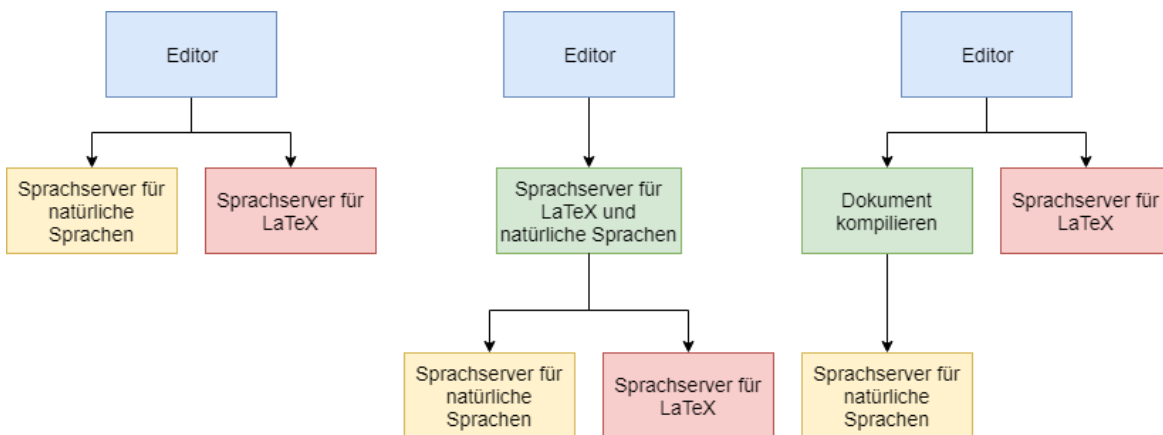 Editor
Editor
Editor
Sprachserver für
natürliche
Sprachen
Sprachserver für
LaTeX
Sprachserver für
LaTeX und
natürliche Sprachen
Dokument
kompilieren
Sprachserver für
LaTeX
Sprachserver für
natürliche
Sprachen
Sprachserver für
LaTeX
Sprachserver für
natürliche
Sprachen